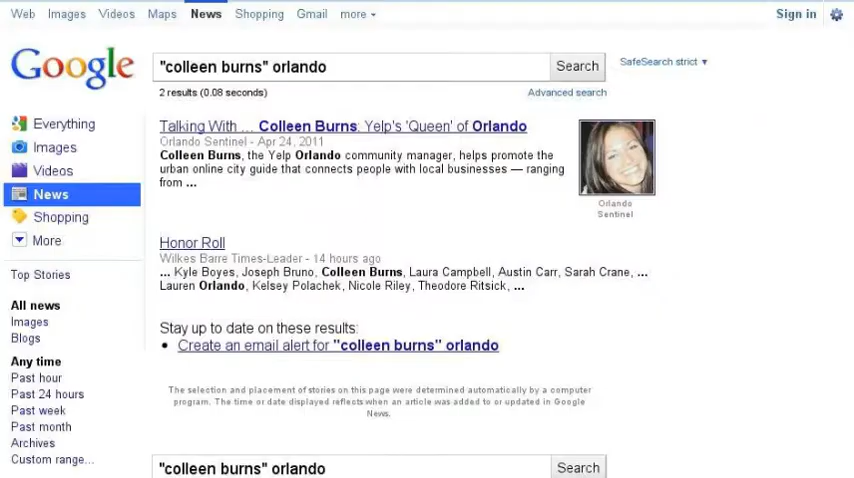 Web Images Videos Maps News Shopping Gmail more
Sign in
Google
"colleen burns" orlando
Search
SafeSearch strict ▼
2 results (0.08 seconds)
Advanced search
Everything
Images
Videos
News
Shopping
More
Top Stories
All news
Images
Blogs
Any time
Past hour
Past 24 hours
Past week
Past month
Archives
Custom range...
Talking With ... Colleen Burns: Yelp's 'Queen' of Orlando
Orlando Sentinel - Apr 24, 2011
Colleen Burns, the Yelp Orlando community manager, helps promote the
urban online city guide that connects people with local businesses — ranging
from ...
Orlando
Sentinel
Honor Roll
Wilkes Barre Times-Leader - 14 hours ago
... Kyle Boyes, Joseph Bruno, Colleen Burns, Laura Campbell, Austin Carr, Sarah Crane, ...
Lauren Orlando, Kelsey Polachek, Nicole Riley, Theodore Ritsick, ...
Stay up to date on these results:
• Create an email alert for "colleen burns" orlando
The selection and placement of stories on this page were determined automatically by a computer
program. The time or date displayed reflects when an article was added to or updated in Google
News.
"colleen burns" orlando
Search